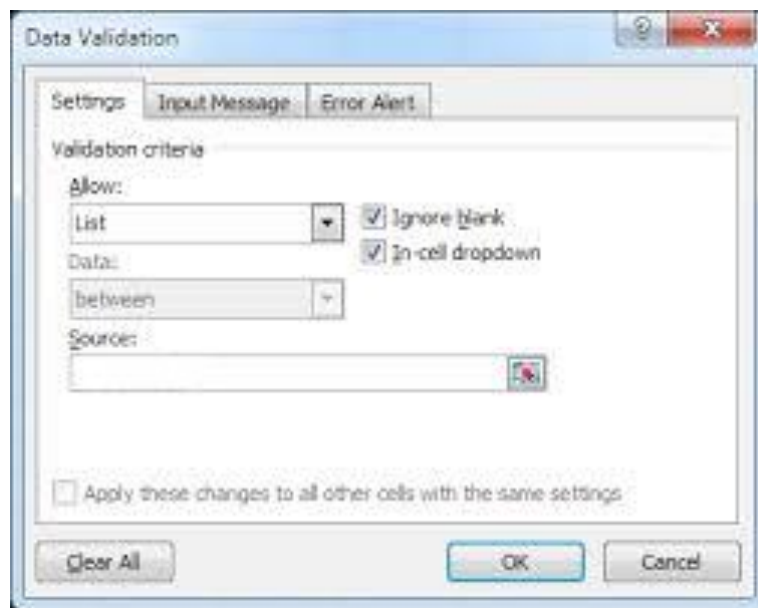 Data Validation
Settings Input Message Error Alert
Validation criteria
Allow:
List
Ignore blank
Data:
In-cell dropdown
between
Source:
Apply these changes to all other cells with the same settings
Clear All OK Cancel